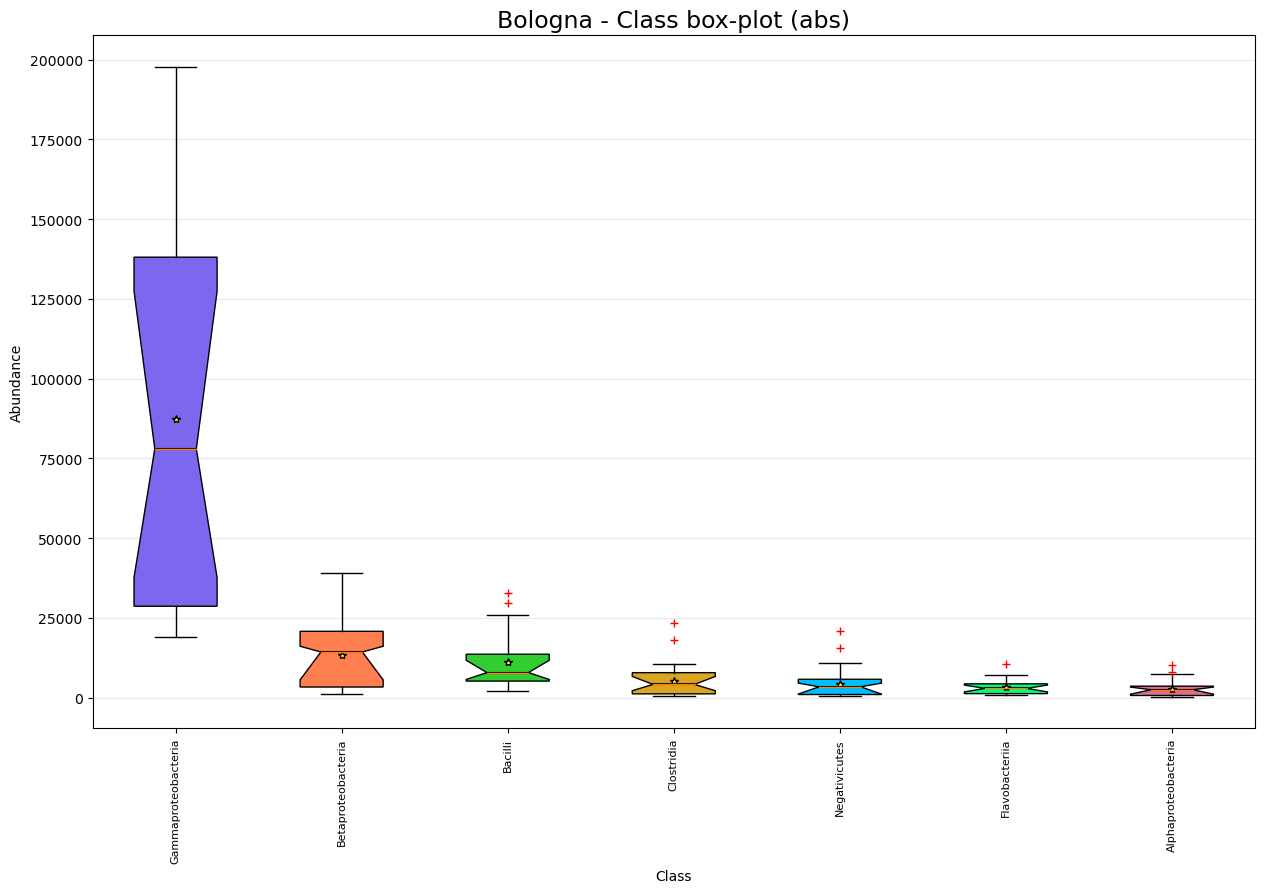 Bologna - Class box-plot (abs)
200000
175000
150000
125000
100000
75000
50000
25000
0
Abundance
Gammaproteobacteria
Betaproteobacteria
Bacilli
Clostridia
Negativicutes
Flavobacteriia
Alphaproteobacteria
Class